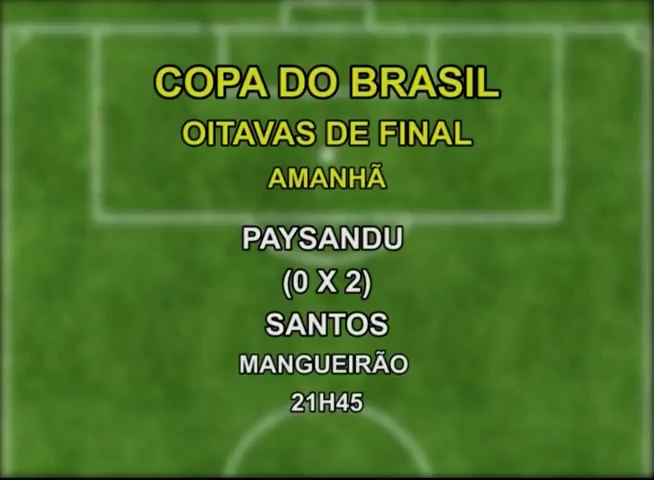 COPA DO BRASIL
OITAVAS DE FINAL
AMANHÃ
PAYSANDU
(0 X 2)
SANTOS
MANGUEIRÃO
21H45